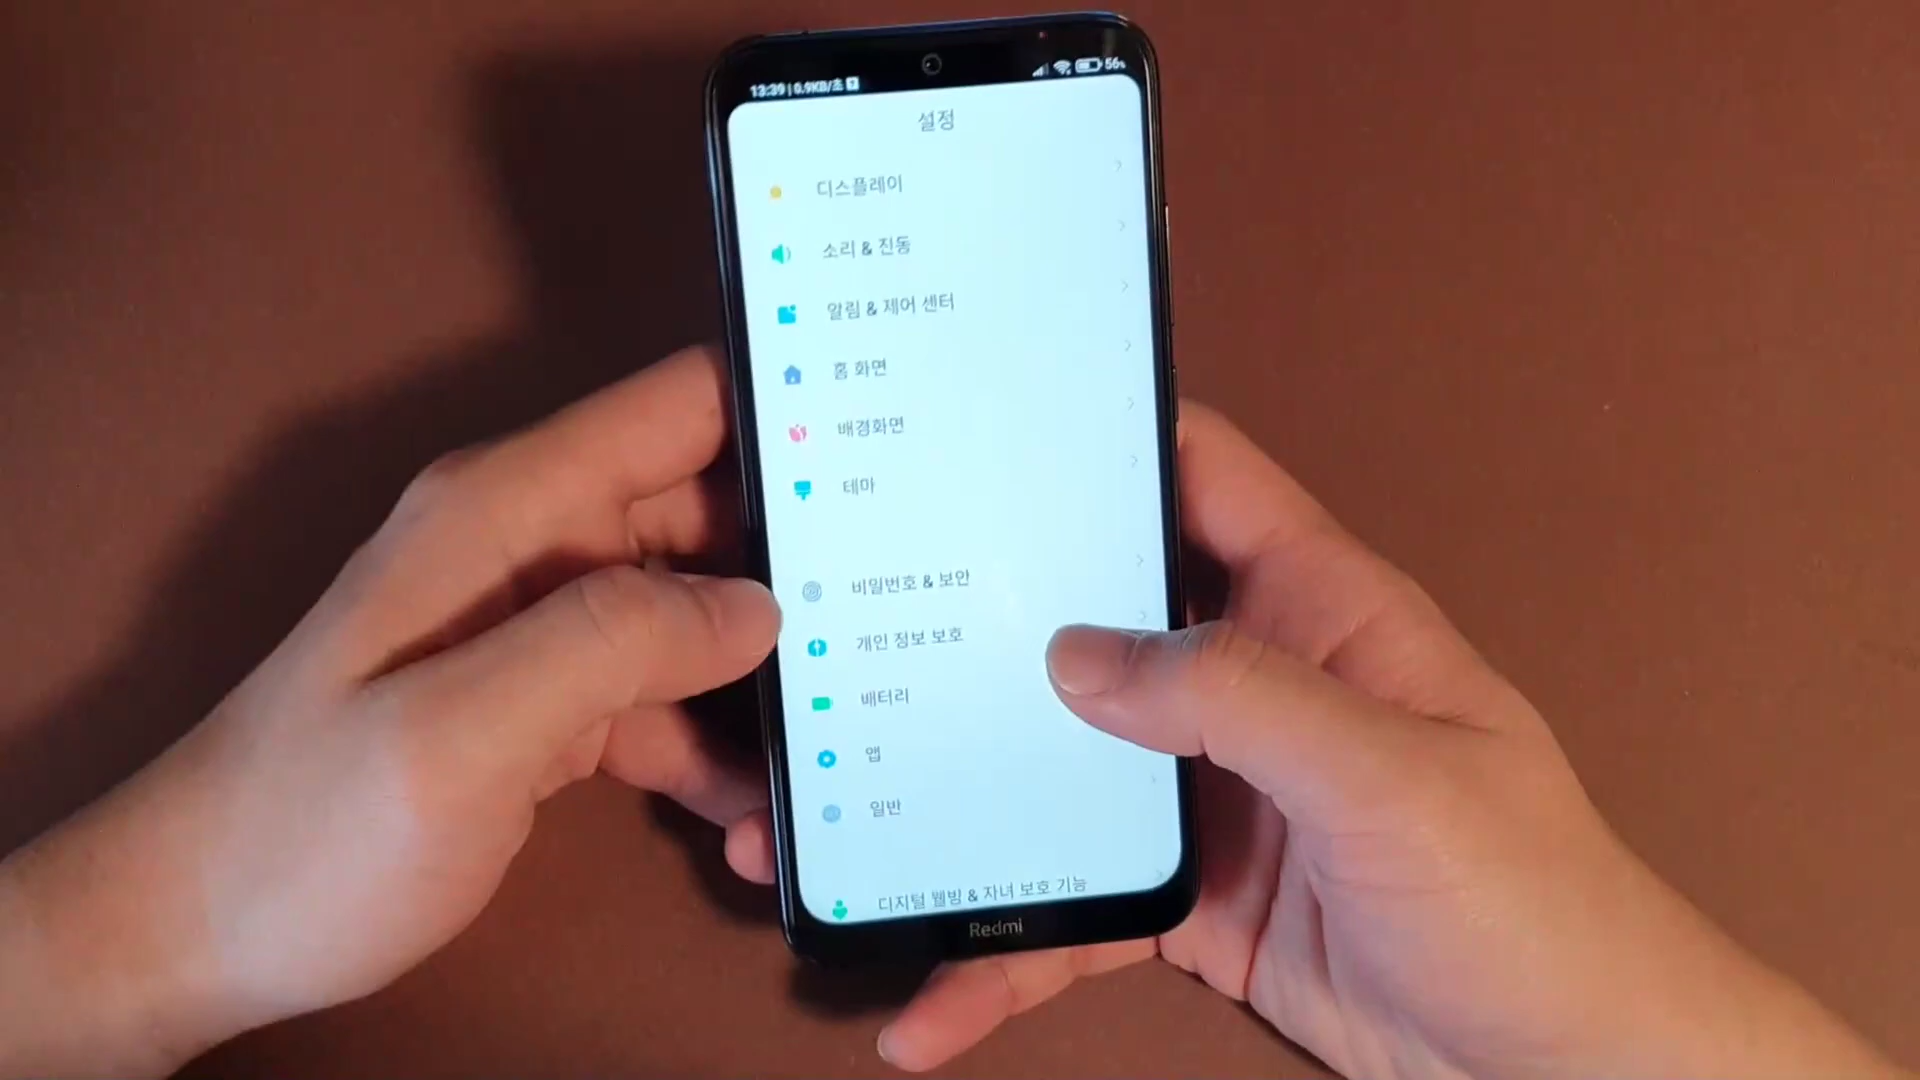 13:39 | 0.9KB/초
56%
설정
디스플레이
소리 & 진동
알림 & 제어 센터
홈 화면
배경화면
테마
비밀번호 & 보안
개인 정보 보호
배터리
앱
일반
디지털 웰빙 & 자녀 보호 기능
Redmi